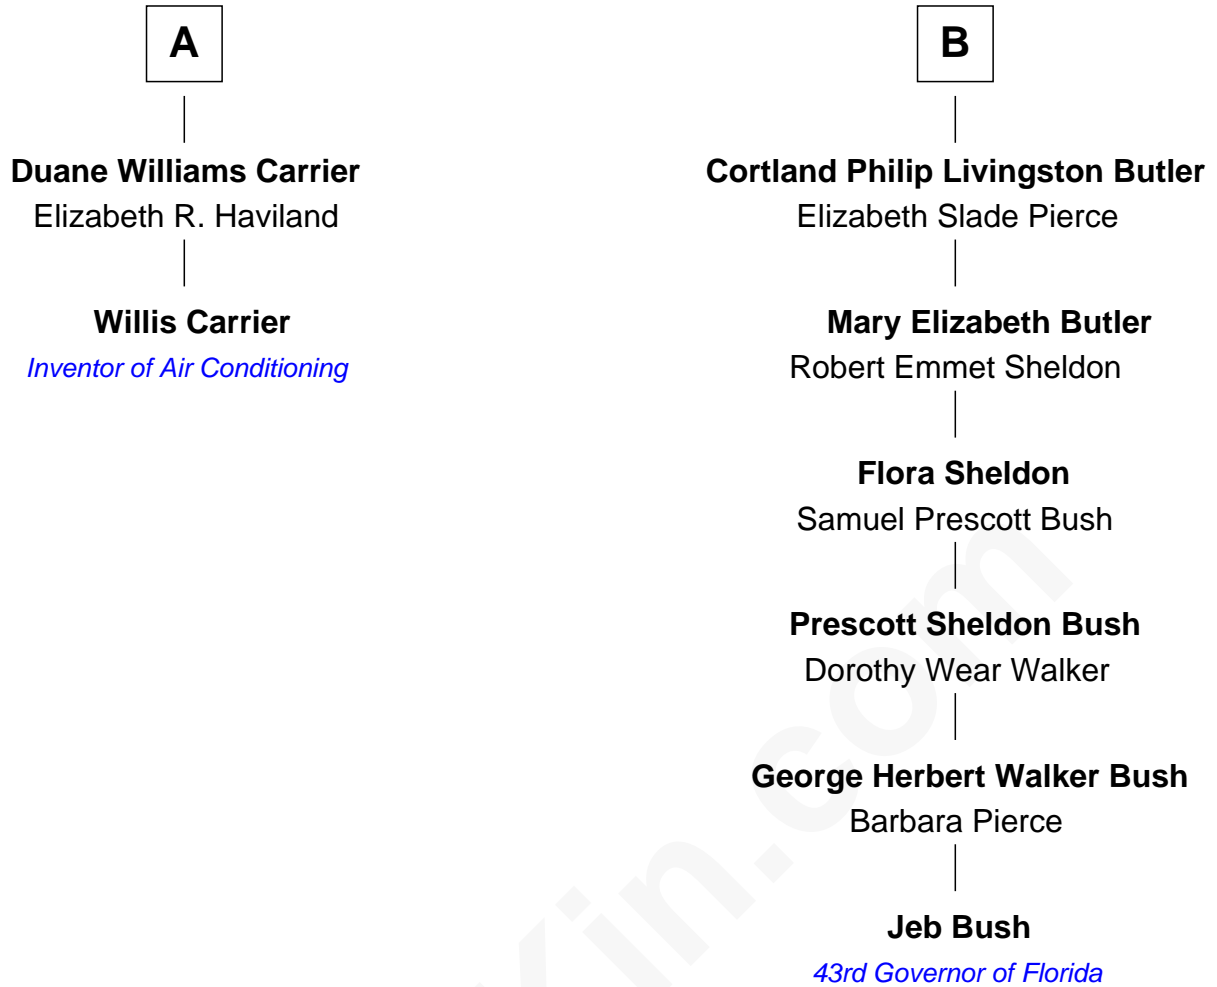 A
Duane Williams Carrier
Elizabeth R. Haviland
Willis Carrier
Inventor of Air Conditioning
B
Cortland Philip Livingston Butler
Elizabeth Slade Pierce
Mary Elizabeth Butler
Robert Emmet Sheldon
Flora Sheldon
Samuel Prescott Bush
Prescott Sheldon Bush
Dorothy Wear Walker
George Herbert Walker Bush
Barbara Pierce
Jeb Bush
43rd Governor of Florida
Kin.com